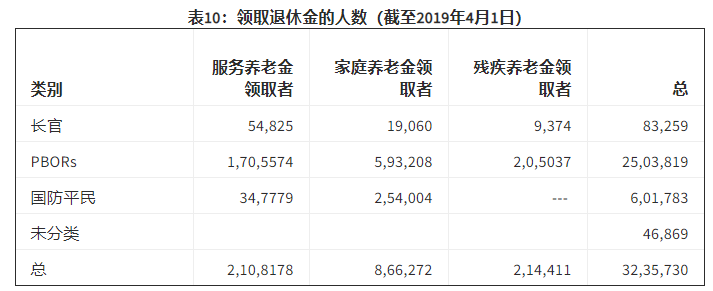 表10：领取退休金的人数（截至2019年4月1日）
类别 服务养老金领取者 家庭养老金领取者 残疾养老金领取者 总
长官 54,825 19,060 9,374 83,259
PBORs 1,70,5574 5,93,208 2,0,5037 25,03,819
国防平民 34,7779 2,54,004 --- 6,01,783
未分类 46,869
总 2,10,8178 8,66,272 2,14,411 32,35,730